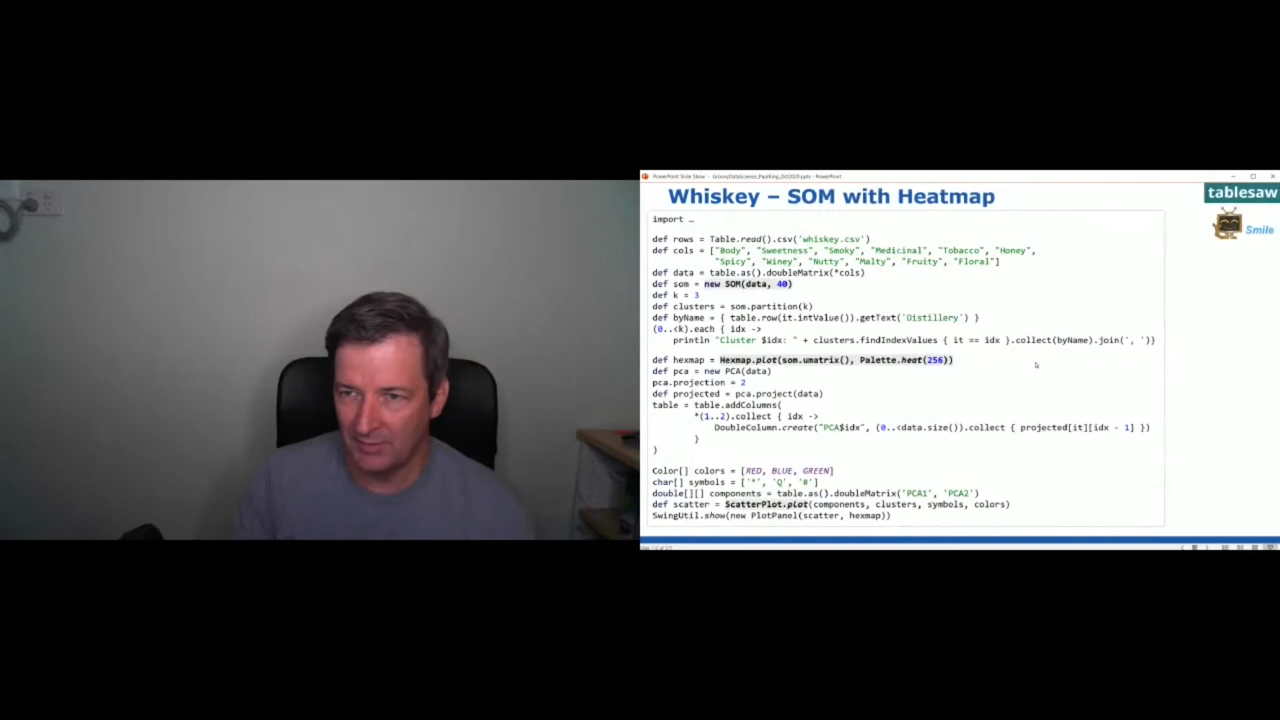 PowerPoint Slide Show - GroovyDataScience_PaulKing_Oct2020.pptx - PowerPoint
Whiskey – SOM with Heatmap
tablesaw
Smile
import …
def rows = Table.read().csv('whiskey.csv')
def cols = ["Body", "Sweetness", "Smoky", "Medicinal", "Tobacco", "Honey",
"Spicy", "Winey", "Nutty", "Malty", "Fruity", "Floral"]
def data = table.as().doubleMatrix(*cols)
def som = new SOM(data, 40)
def k = 3
def clusters = som.partition(k)
def byName = { table.row(it.intValue()).getText('Distillery') }
(0..<k).each { idx ->
println "Cluster $idx: " + clusters.findIndexValues { it == idx }.collect(byName).join(', ')}
def hexmap = Hexmap.plot(som.umatrix(), Palette.heat(256))
def pca = new PCA(data)
pca.projection = 2
def projected = pca.project(data)
table = table.addColumns(
*(1..2).collect { idx ->
DoubleColumn.create("PCA$idx", (0..<data.size()).collect { projected[it][idx - 1] })
}
)
Color[] colors = [RED, BLUE, GREEN]
char[] symbols = ['*', 'Q', '#']
double[][] components = table.as().doubleMatrix('PCA1', 'PCA2')
def scatter = ScatterPlot.plot(components, clusters, symbols, colors)
SwingUtil.show(new PlotPanel(scatter, hexmap))